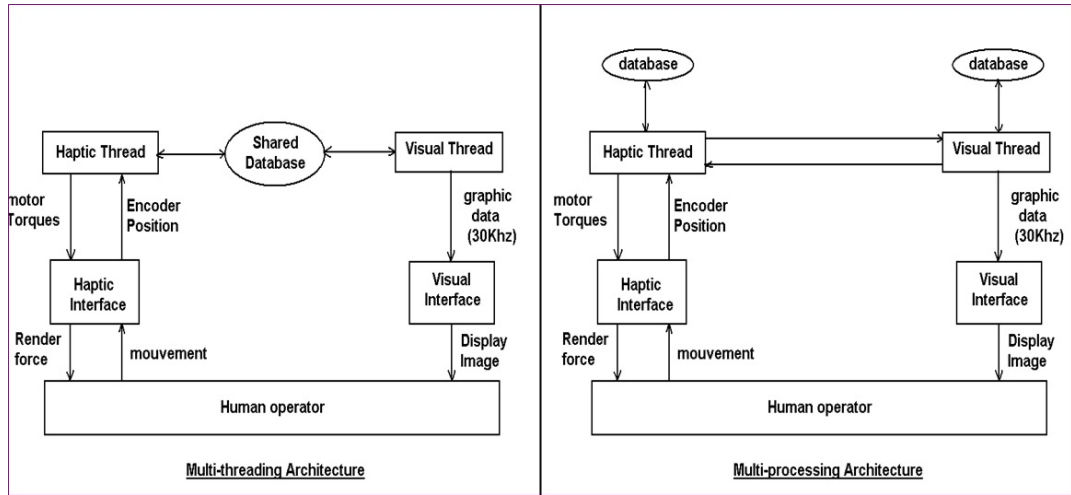 Shared
Database
Haptic Thread
Visual Thread
motor
Torques
Encoder
Position
graphic
data
(30Khz)
Haptic
Interface
Visual
Interface
Render
force
mouvement
Display
Image
Human operator
Multi-threading Architecture
database
database
Haptic Thread
Visual Thread
motor
Torques
Encoder
Position
graphic
data
(30Khz)
Haptic
Interface
Visual
Interface
Render
force
mouvement
Display
Image
Human operator
Multi-processing Architecture